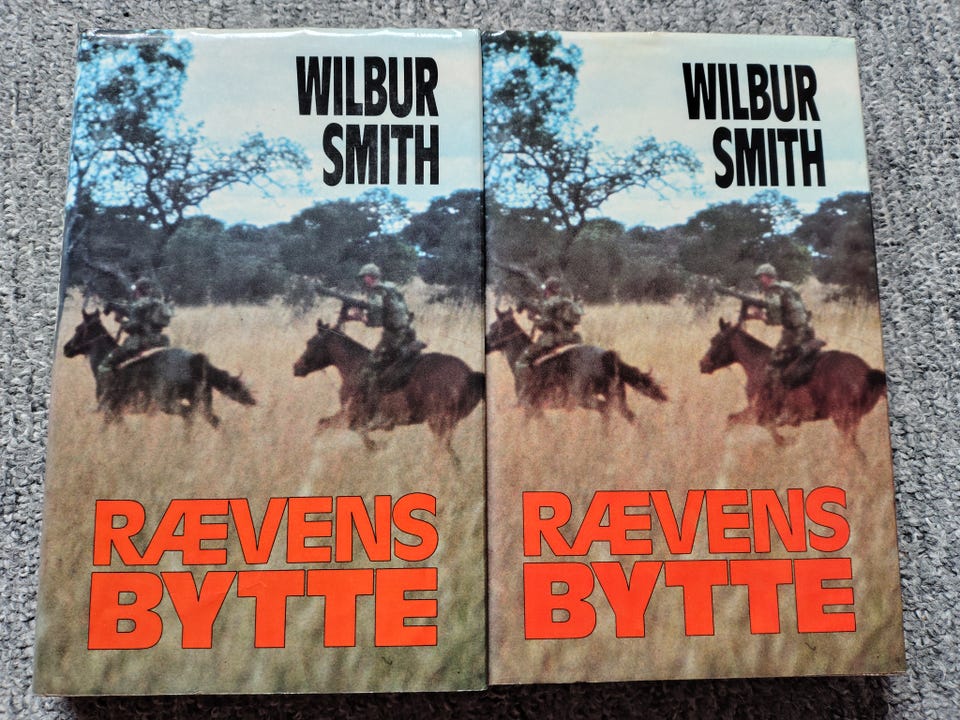 WILBUR
SMITH
RÆVENS
BYTTE
WILBUR
SMITH
RÆVENS
BYTTE